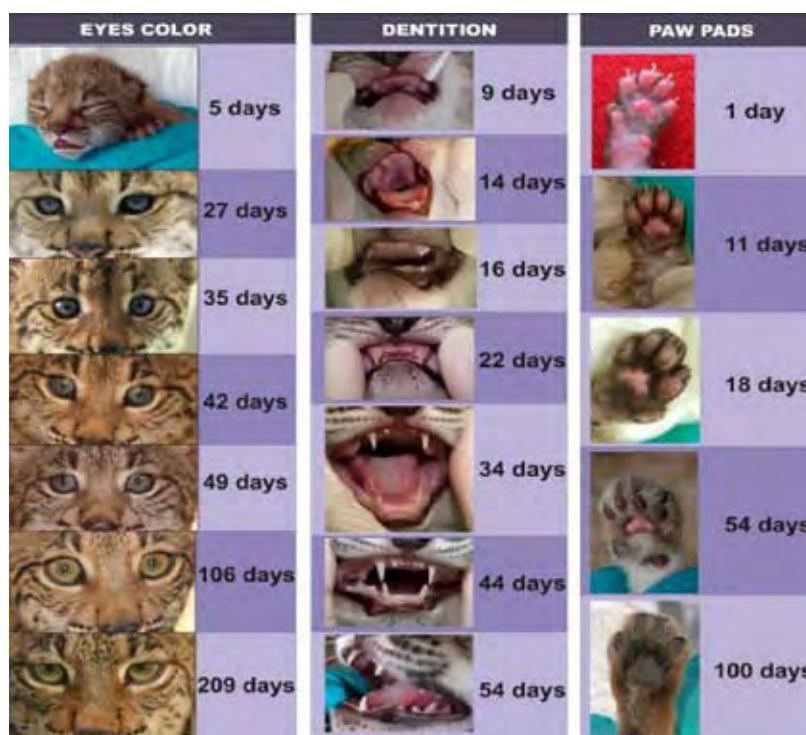 EYES COLOR
5 days
27 days
35 days
42 days
49 days
106 days
209 days
DENTITION
9 days
14 days
16 days
22 days
34 days
44 days
54 days
PAW PADS
1 day
11 days
18 days
54 days
100 days